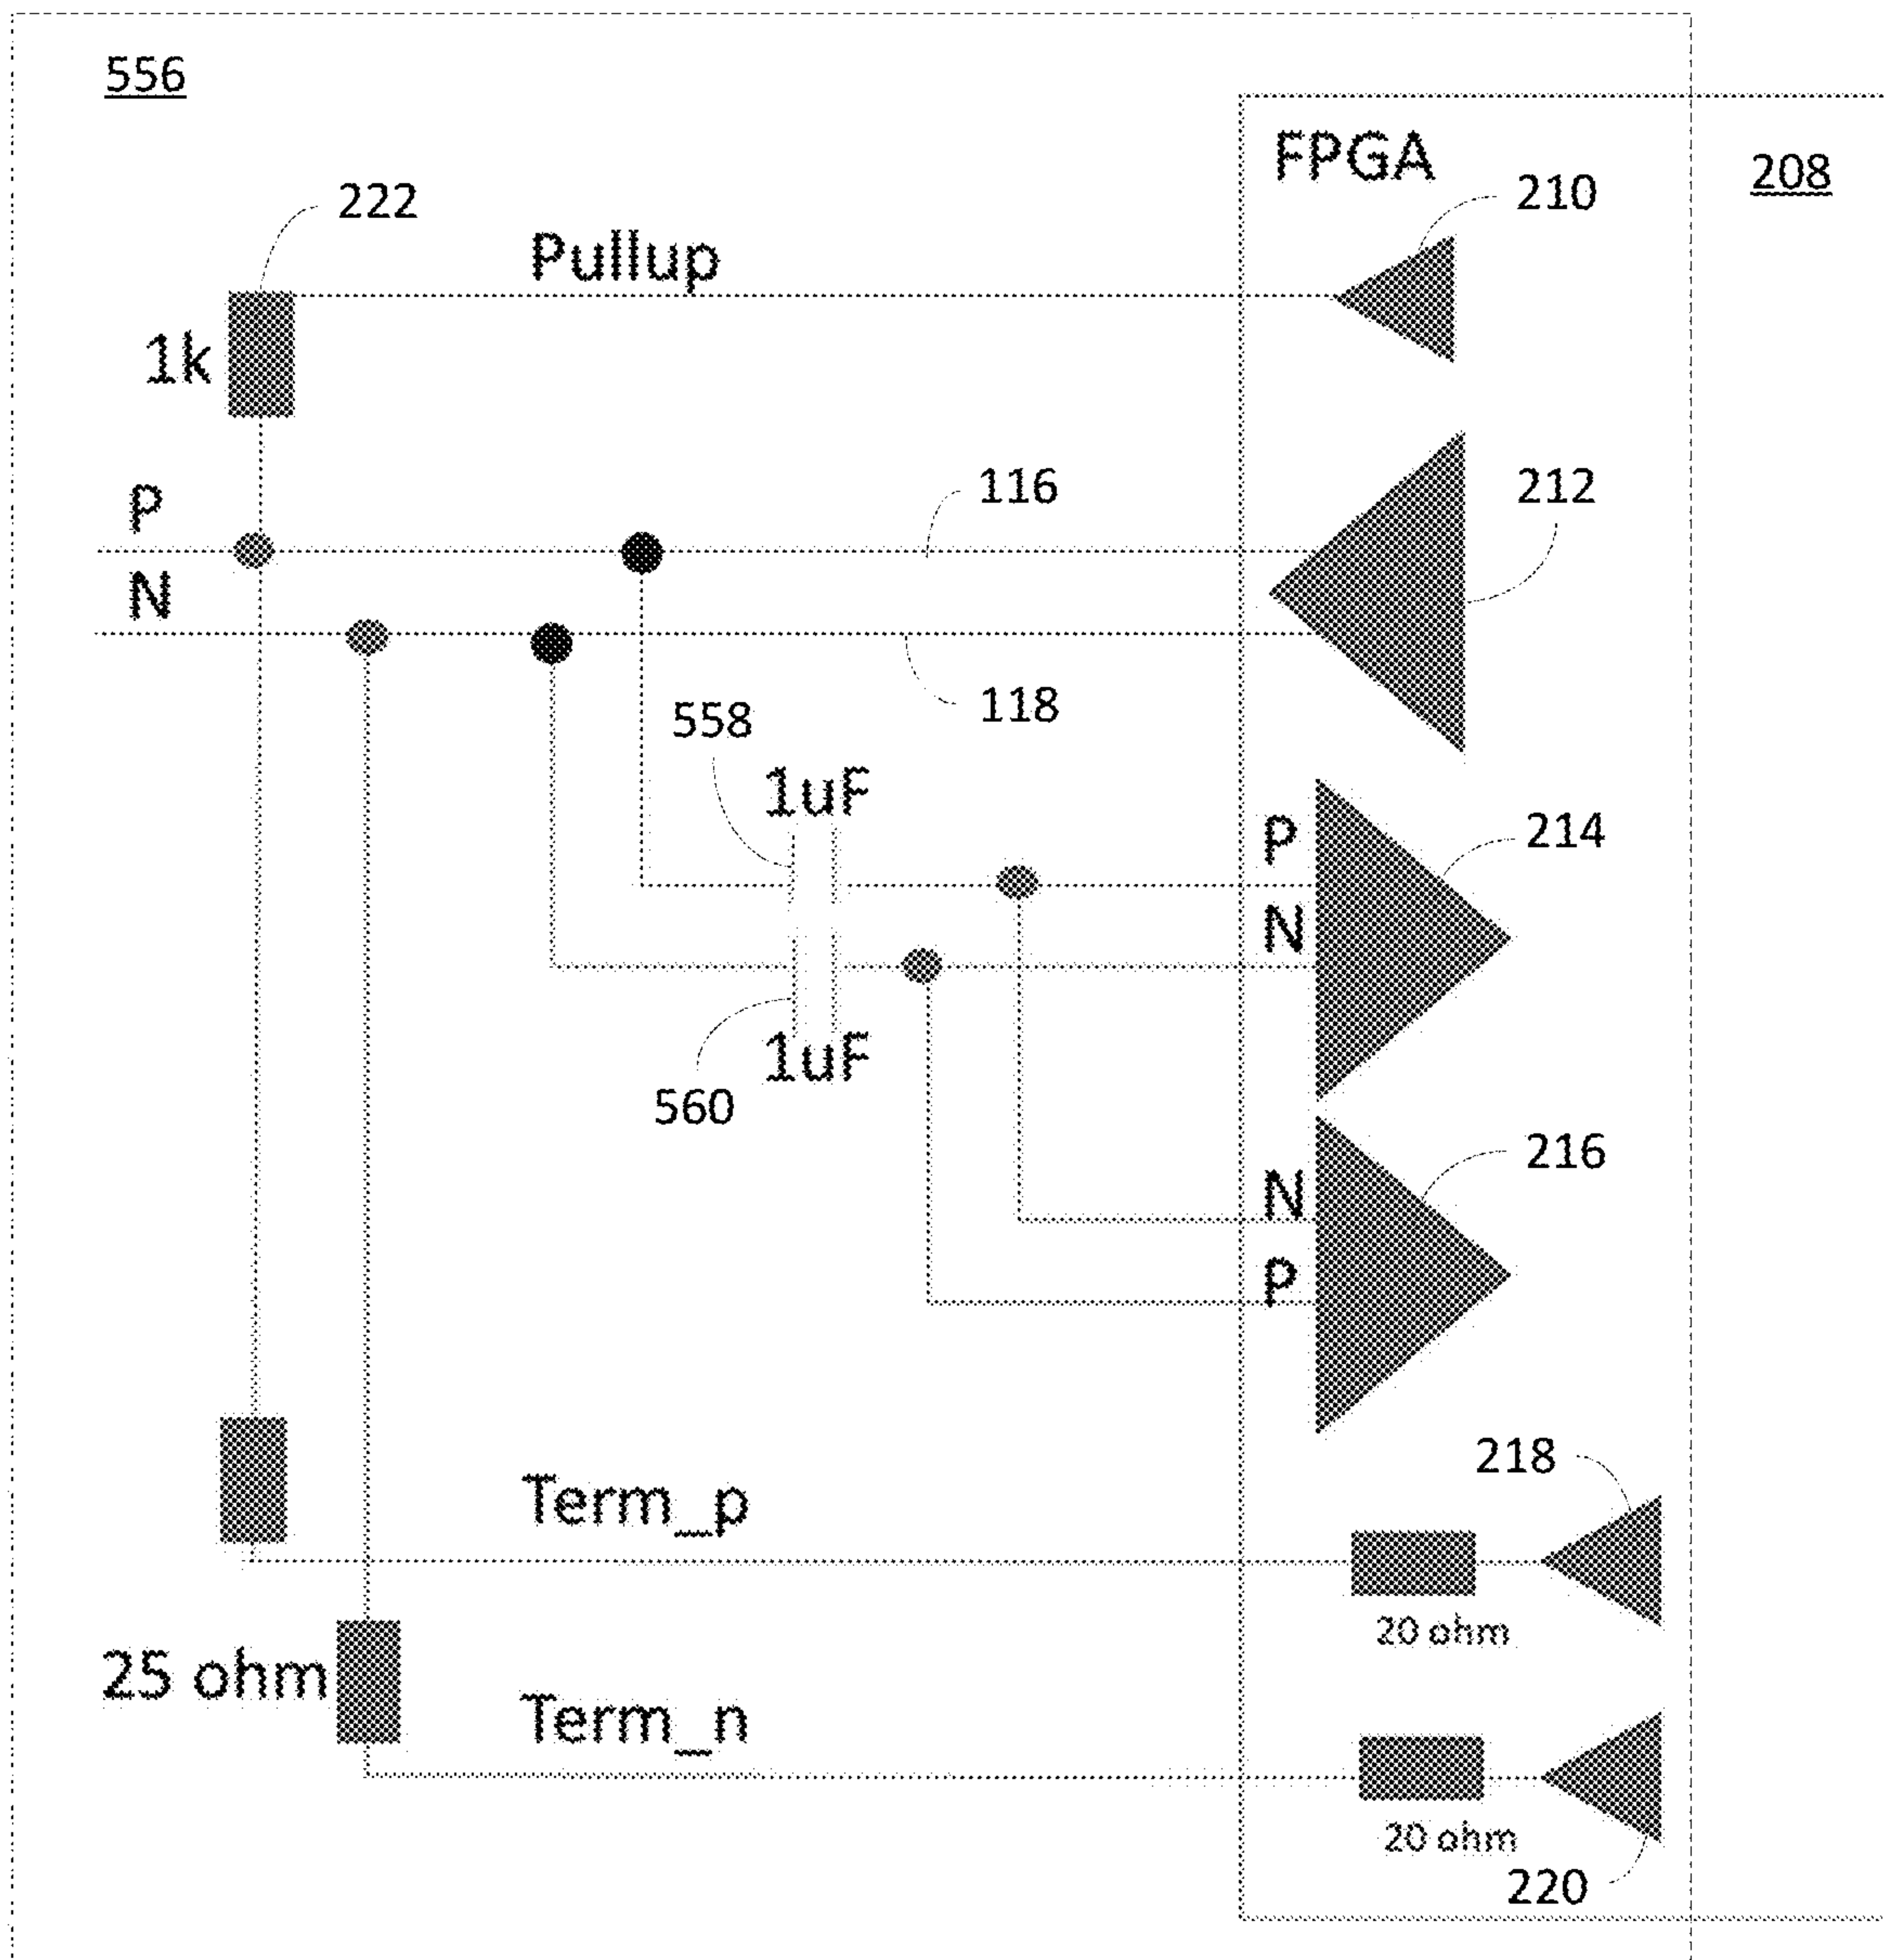 556
FPGA
208
210
222
Pullup
1k
P
116
212
N
118
558
1uF
P
214
N
1uF
560
216
N
P
218
Term_p
20 ohm
25 ohm
Term_n
20 ohm
220